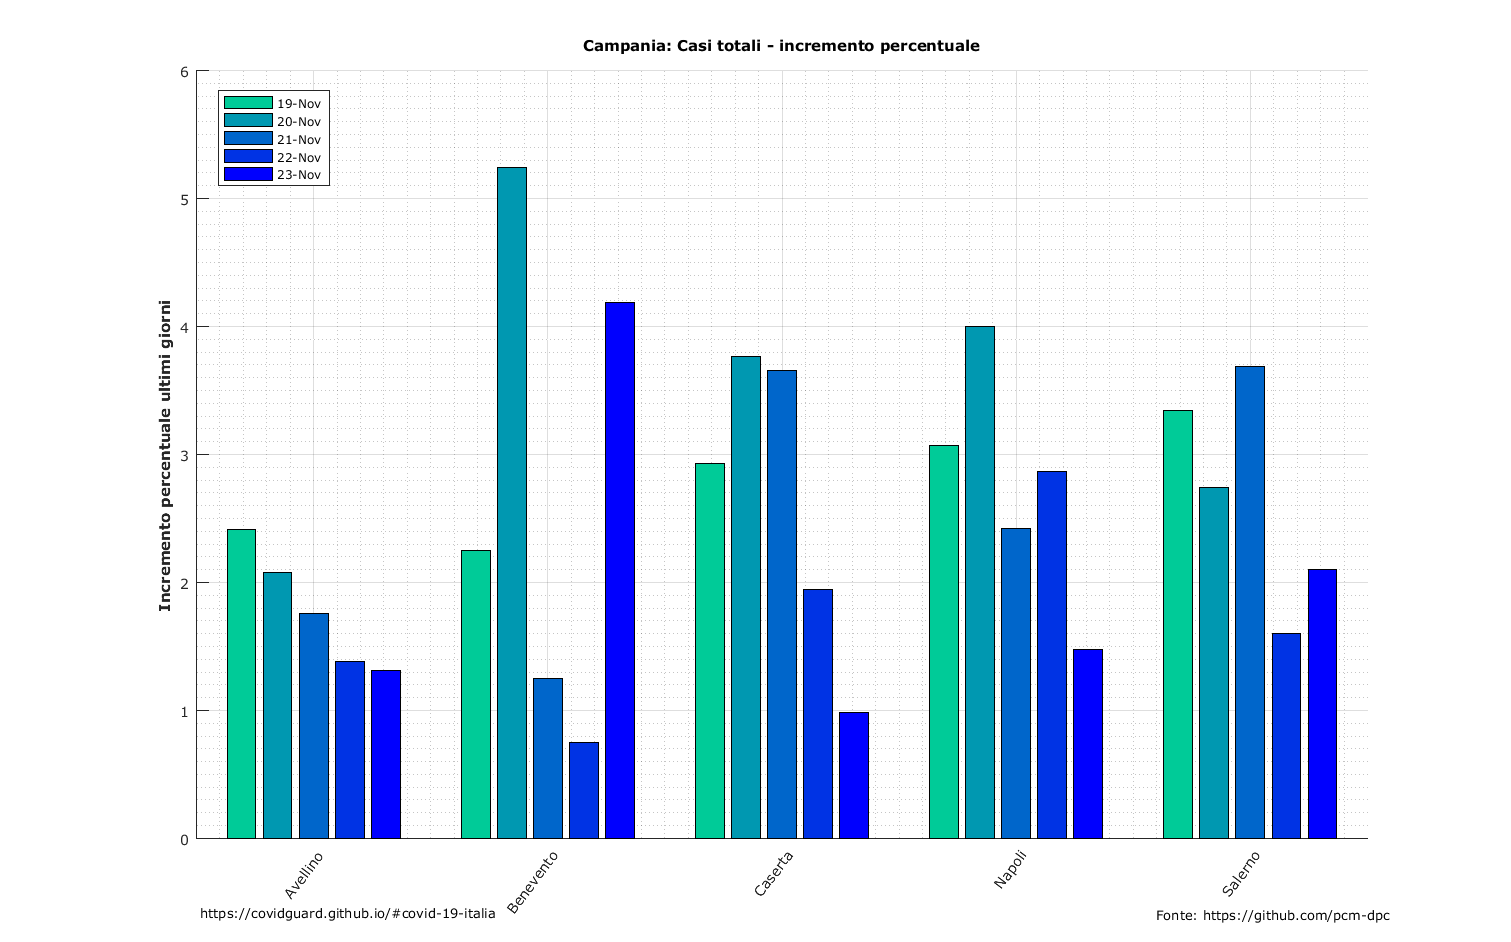 Campania: Casi totali - incremento percentuale
19-Nov
20-Nov
21-Nov
22-Nov
23-Nov
Incremento percentuale ultimi giorni
6
5
4
3
2
1
0
Avellino
Benevento
Caserta
Napoli
Salerno
https://covidguard.github.io/#covid-19-italia
Fonte: https://github.com/pcm-dpc